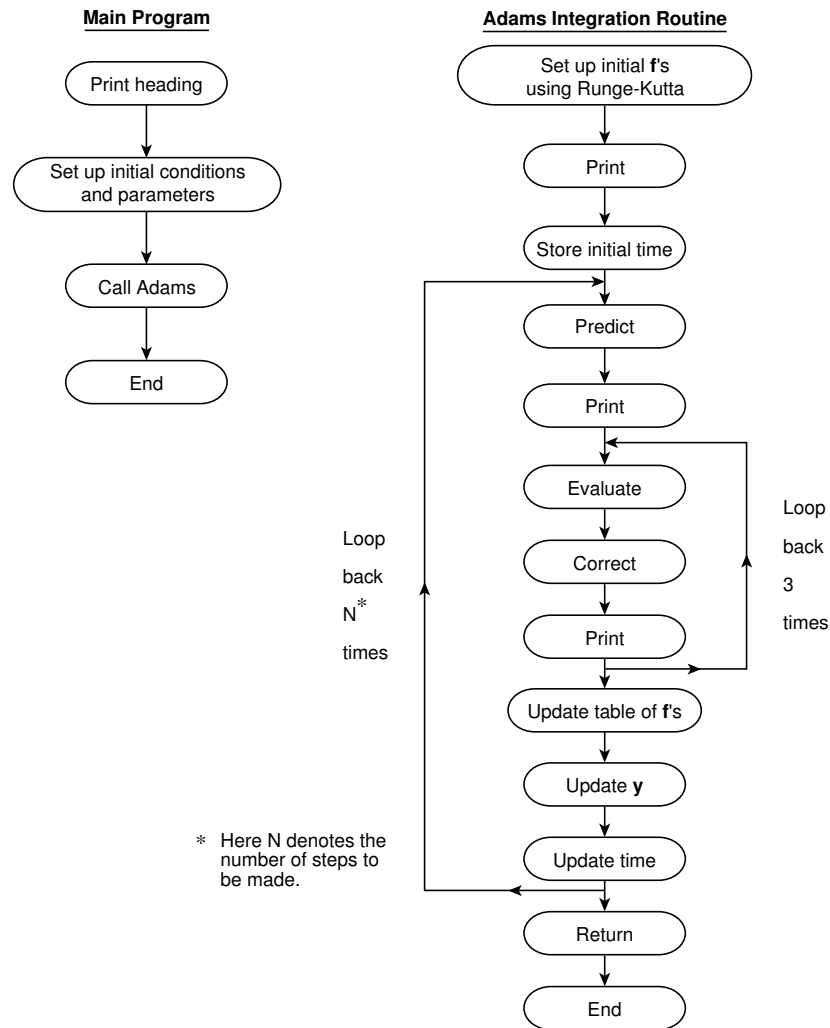 Main Program
Print heading
Set up initial conditions
and parameters
Call Adams
End
Adams Integration Routine
Set up initial f's
using Runge-Kutta
Print
Store initial time
Predict
Print
Evaluate
Correct
Print
Update table of f's
Update y
Update time
Return
End
Loop
back
N*
times
Loop
back
3
times
* Here N denotes the
number of steps to
be made.